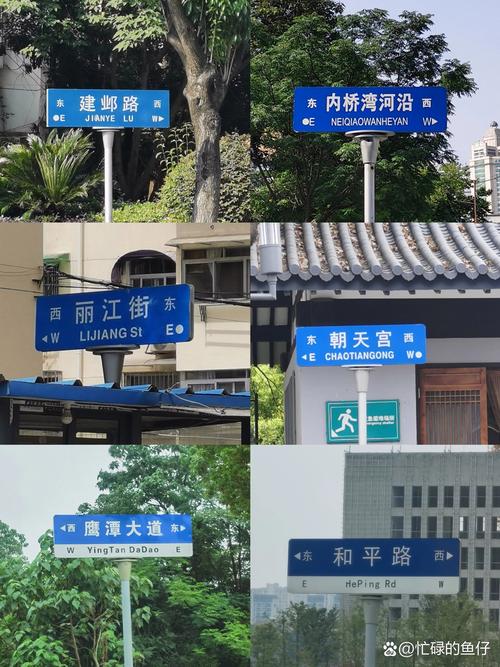 东 建邺路 西
E JIANYE LU W
东 内桥湾河沿 西
E NEIQIAOWANHEYAN W
西 丽江街 东
W LIJIANG St E
东 朝天宫 西
E CHAOTIANGONG W
西 鹰潭大道 东
W YingTan DaDao E
东 和平路 西
E HePing Rd W
@忙碌的鱼仔